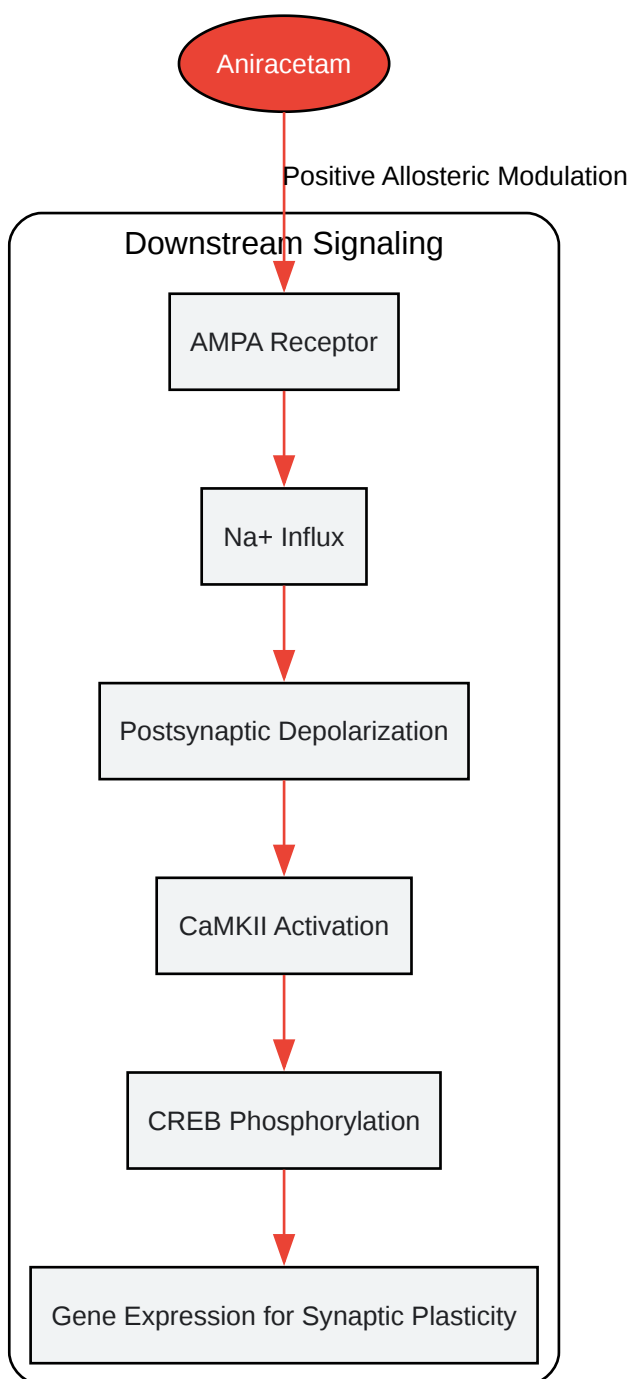 Aniracetam
Positive Allosteric Modulation
Downstream Signaling
AMPA Receptor
Na+ Influx
Postsynaptic Depolarization
CaMKII Activation
CREB Phosphorylation
Gene Expression for Synaptic Plasticity